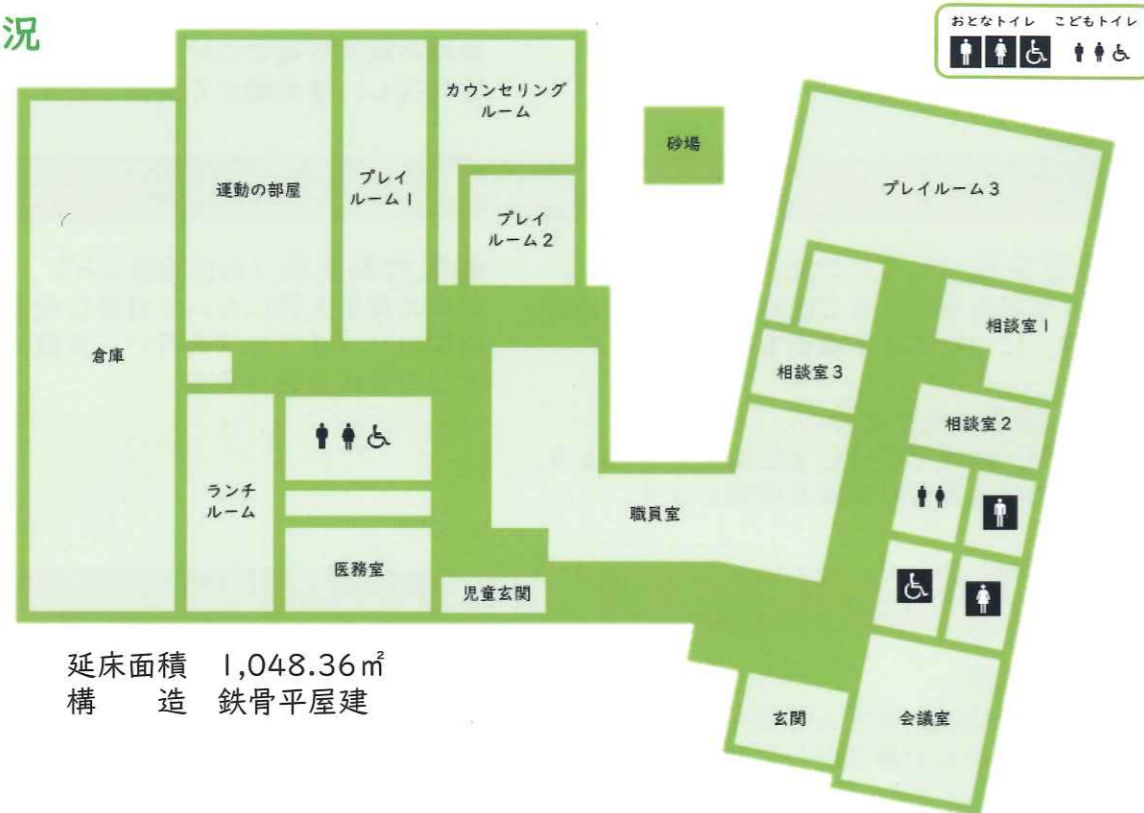 況
おとなトイレ こどもトイレ
カウンセリング
ルーム
砂場
運動の部屋
プレイ
ルーム1
プレイ
ルーム2
プレイルーム3
相談室1
倉庫
相談室3
相談室2
ランチ
ルーム
職員室
医務室
児童玄関
玄関
会議室
延床面積 1,048.36㎡
構 造 鉄骨平屋建